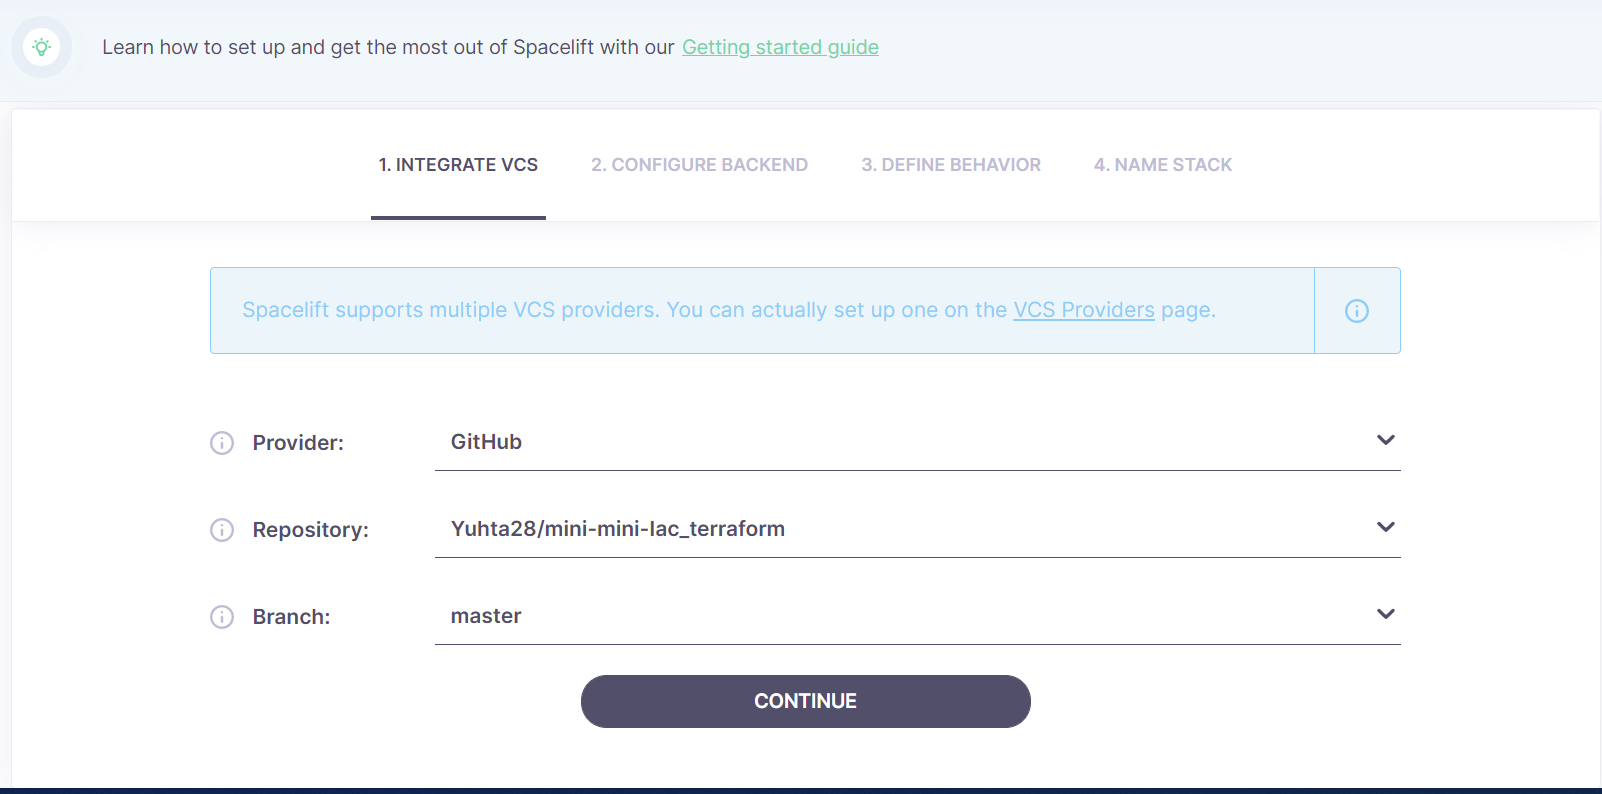 Learn how to set up and get the most out of Spacelift with our Getting started guide
1. INTEGRATE VCS 2. CONFIGURE BACKEND 3. DEFINE BEHAVIOR 4. NAME STACK
Spacelift supports multiple VCS providers. You can actually set up one on the VCS Providers page.
Provider: GitHub
Repository: Yuhta28/mini-mini-lac_terraform
Branch: master
CONTINUE